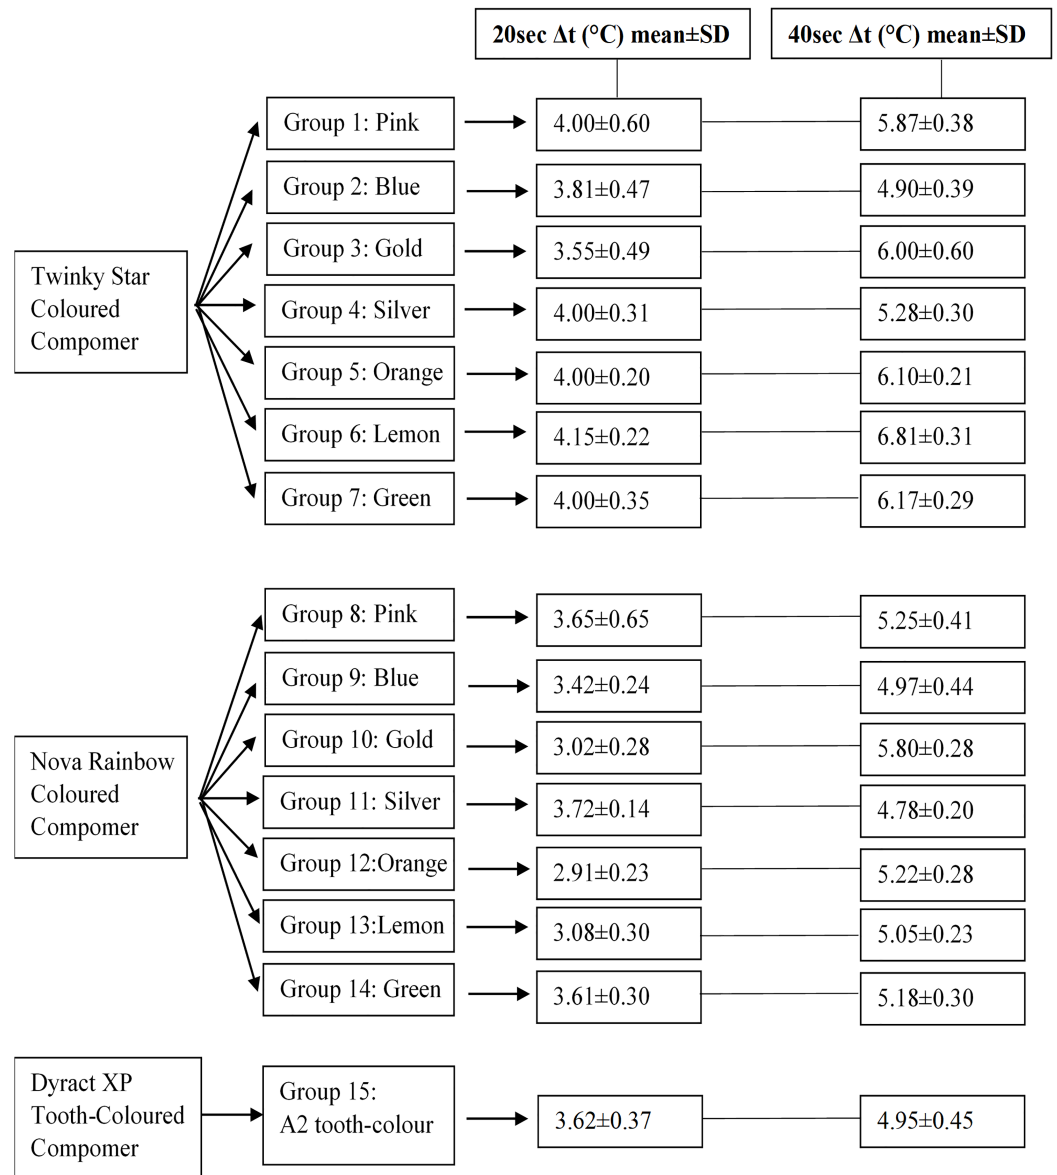 20sec Δt (°C) mean±SD
40sec Δt (°C) mean±SD
Twinky Star
Coloured
Compomer
Group 1: Pink
4.00±0.60
5.87±0.38
Group 2: Blue
3.81±0.47
4.90±0.39
Group 3: Gold
3.55±0.49
6.00±0.60
Group 4: Silver
4.00±0.31
5.28±0.30
Group 5: Orange
4.00±0.20
6.10±0.21
Group 6: Lemon
4.15±0.22
6.81±0.31
Group 7: Green
4.00±0.35
6.17±0.29
Nova Rainbow
Coloured
Compomer
Group 8: Pink
3.65±0.65
5.25±0.41
Group 9: Blue
3.42±0.24
4.97±0.44
Group 10: Gold
3.02±0.28
5.80±0.28
Group 11: Silver
3.72±0.14
4.78±0.20
Group 12:Orange
2.91±0.23
5.22±0.28
Group 13:Lemon
3.08±0.30
5.05±0.23
Group 14: Green
3.61±0.30
5.18±0.30
Dyract XP
Tooth-Coloured
Compomer
Group 15:
A2 tooth-colour
3.62±0.37
4.95±0.45